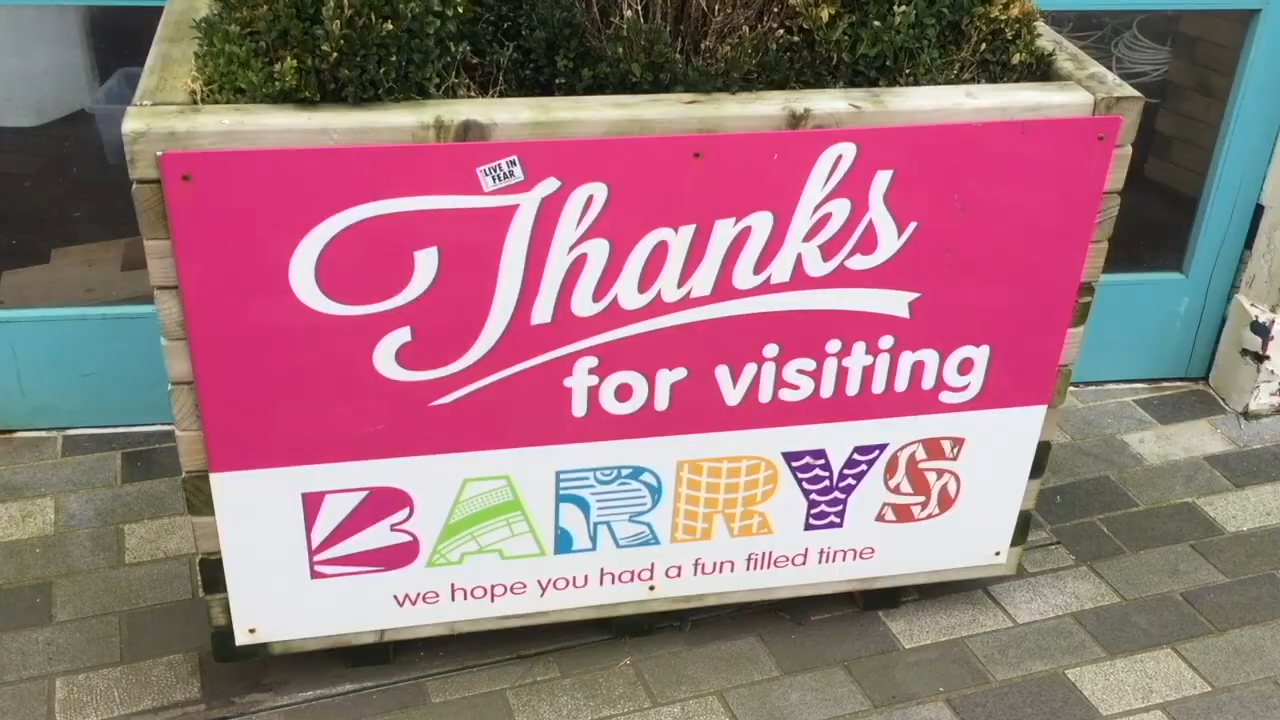 LIVE IN
FEAR
Thanks
for visiting
BARRYS
we hope you had a fun filled time